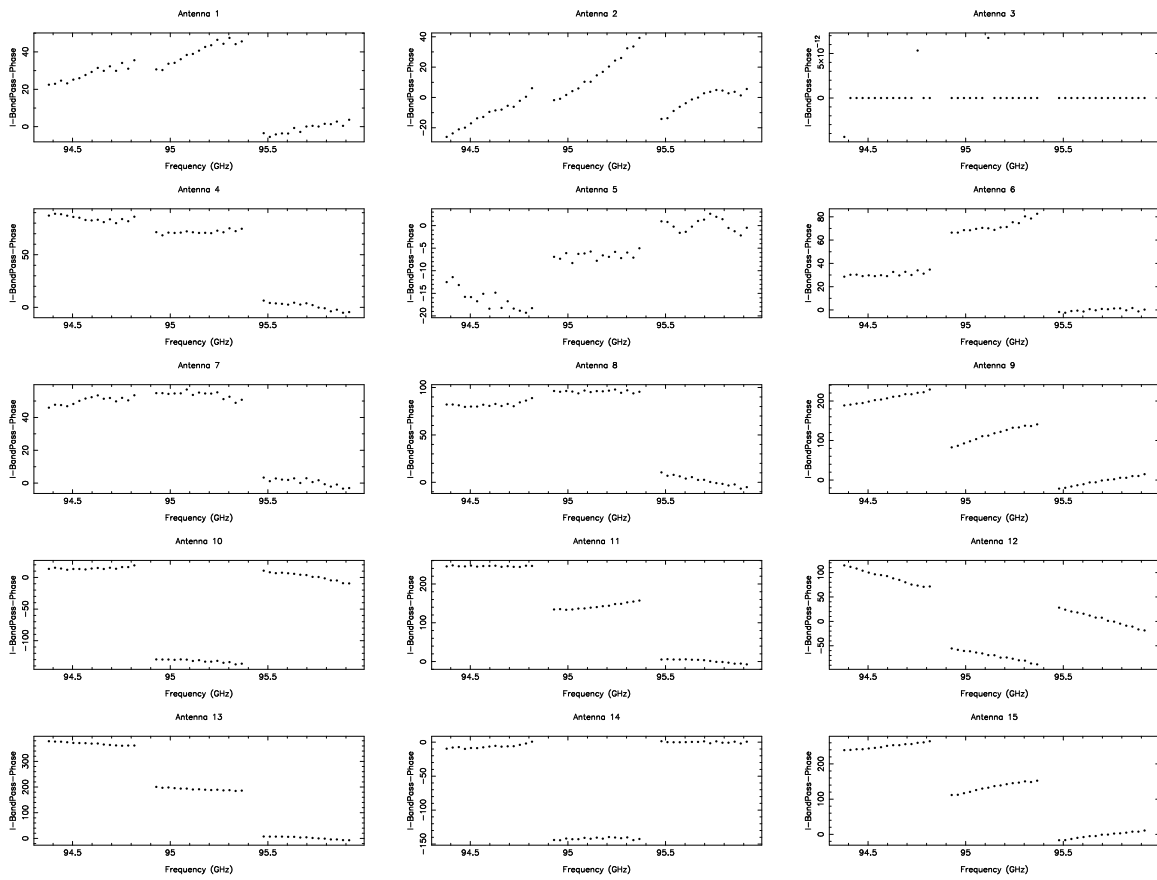 Antenna 1
I-BandPass-Phase
0 20 40
94.5 95 95.5
Frequency (GHz)
Antenna 2
I-BandPass-Phase
-20 0 20 40
94.5 95 95.5
Frequency (GHz)
Antenna 3
I-BandPass-Phase
0 5×10⁻¹²
94.5 95 95.5
Frequency (GHz)
Antenna 4
I-BandPass-Phase
0 50
94.5 95 95.5
Frequency (GHz)
Antenna 5
I-BandPass-Phase
-20 -15 -10 -5 0
94.5 95 95.5
Frequency (GHz)
Antenna 6
I-BandPass-Phase
0 20 40 60 80
94.5 95 95.5
Frequency (GHz)
Antenna 7
I-BandPass-Phase
0 20 40
94.5 95 95.5
Frequency (GHz)
Antenna 8
I-BandPass-Phase
0 50 100
94.5 95 95.5
Frequency (GHz)
Antenna 9
I-BandPass-Phase
0 100 200
94.5 95 95.5
Frequency (GHz)
Antenna 10
I-BandPass-Phase
-100 -50 0
94.5 95 95.5
Frequency (GHz)
Antenna 11
I-BandPass-Phase
0 100 200
94.5 95 95.5
Frequency (GHz)
Antenna 12
I-BandPass-Phase
-50 0 50 100
94.5 95 95.5
Frequency (GHz)
Antenna 13
I-BandPass-Phase
0 100 200 300
94.5 95 95.5
Frequency (GHz)
Antenna 14
I-BandPass-Phase
-150 -100 -50 0
94.5 95 95.5
Frequency (GHz)
Antenna 15
I-BandPass-Phase
0 100 200
94.5 95 95.5
Frequency (GHz)